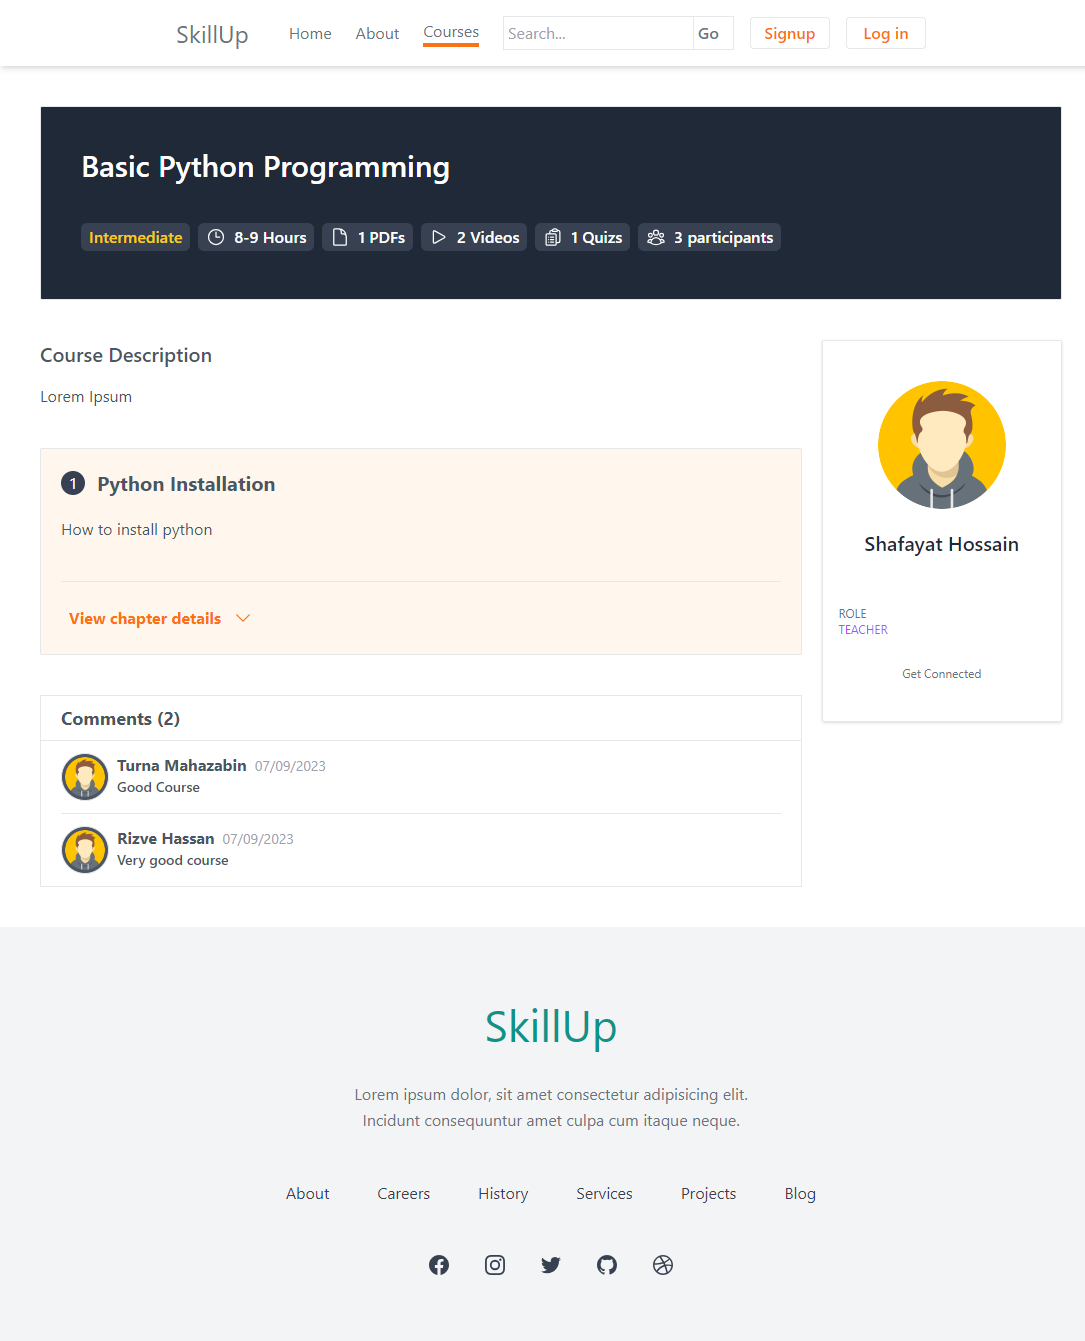 SkillUp Home About Courses Search... Go Signup Log in
Basic Python Programming
Intermediate 8-9 Hours 1 PDFs 2 Videos 1 Quizs 3 participants
Course Description
Lorem Ipsum
1 Python Installation
How to install python
View chapter details
Shafayat Hossain
ROLE
TEACHER
Get Connected
Comments (2)
Turna Mahazabin 07/09/2023
Good Course
Rizve Hassan 07/09/2023
Very good course
SkillUp
Lorem ipsum dolor, sit amet consectetur adipisicing elit.
Incidunt consequuntur amet culpa cum itaque neque.
About Careers History Services Projects Blog